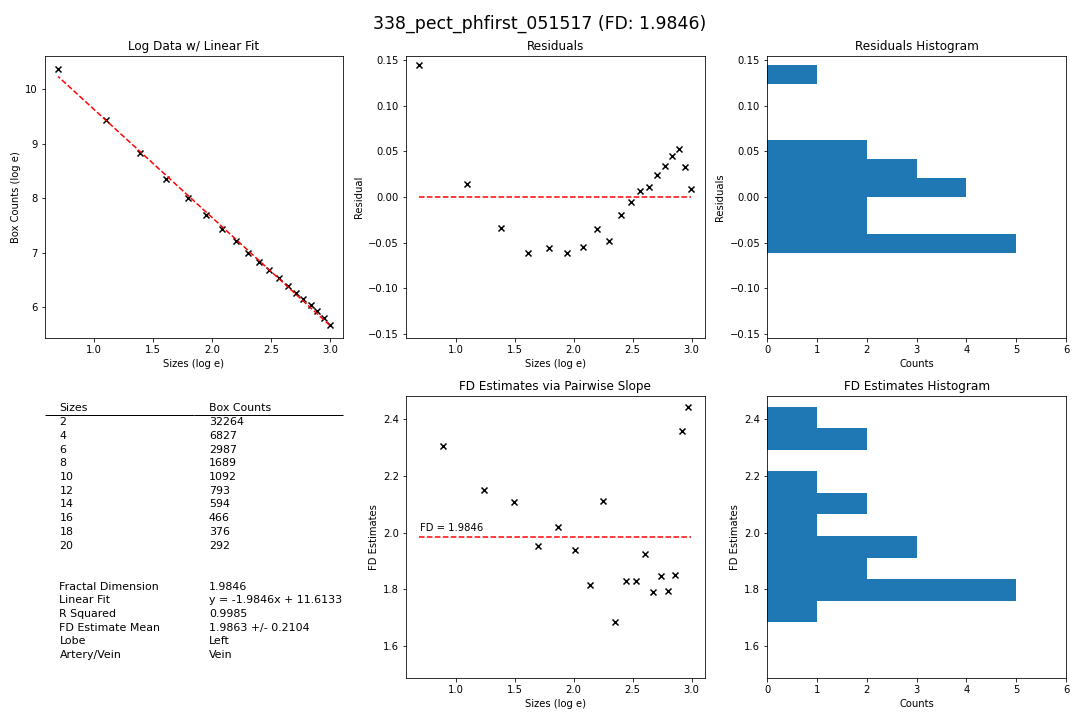 338_pect_phfirst_051517 (FD: 1.9846)
Log Data w/ Linear Fit
Box Counts (log e)
10
9
8
7
6
1.0 1.5 2.0 2.5 3.0
Sizes (log e)
Residuals
Residual
0.15
0.10
0.05
0.00
−0.05
−0.10
−0.15
1.0 1.5 2.0 2.5 3.0
Sizes (log e)
Residuals Histogram
Residuals
0.15
0.10
0.05
0.00
−0.05
−0.10
−0.15
0 1 2 3 4 5 6
Counts
Sizes Box Counts
2 32264
4 6827
6 2987
8 1689
10 1092
12 793
14 594
16 466
18 376
20 292
Fractal Dimension 1.9846
Linear Fit y = -1.9846x + 11.6133
R Squared 0.9985
FD Estimate Mean 1.9863 +/- 0.2104
Lobe Left
Artery/Vein Vein
FD Estimates via Pairwise Slope
FD Estimates
2.4
2.2
2.0
1.8
1.6
FD = 1.9846
1.0 1.5 2.0 2.5 3.0
Sizes (log e)
FD Estimates Histogram
FD Estimates
2.4
2.2
2.0
1.8
1.6
0 1 2 3 4 5 6
Counts